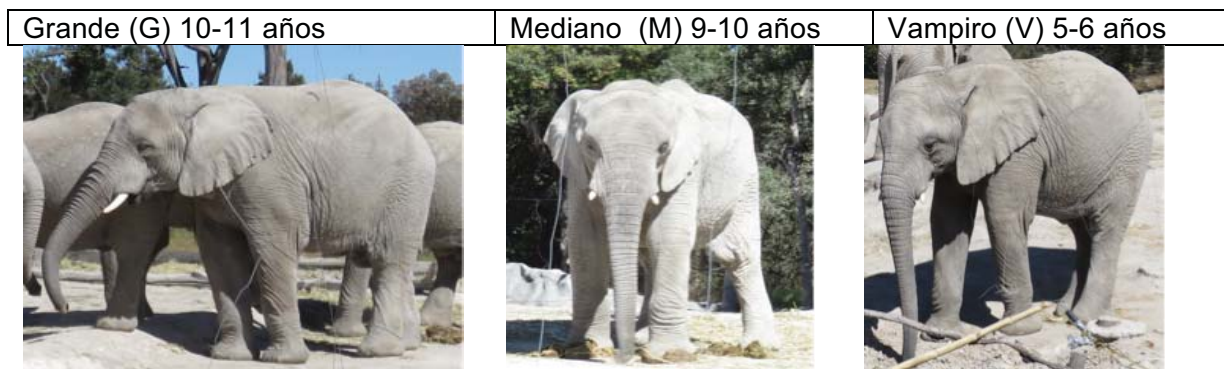 Grande (G) 10-11 años
Mediano  (M) 9-10 años
Vampiro (V) 5-6 años